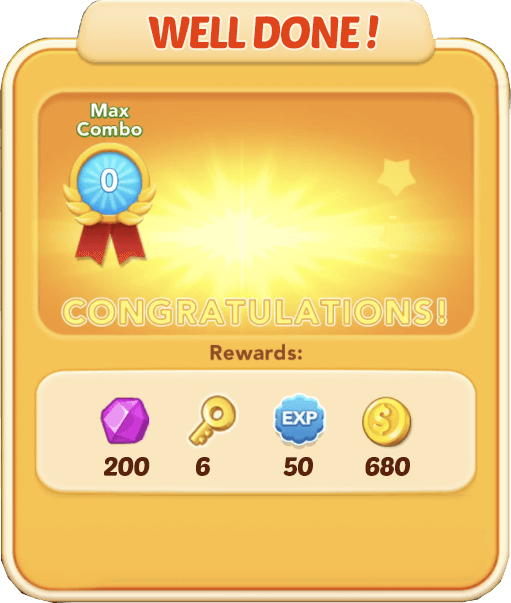 WELL DONE!
Max
Combo
0
CONGRATULATIONS!
Rewards:
EXP
$
200 6 50 680